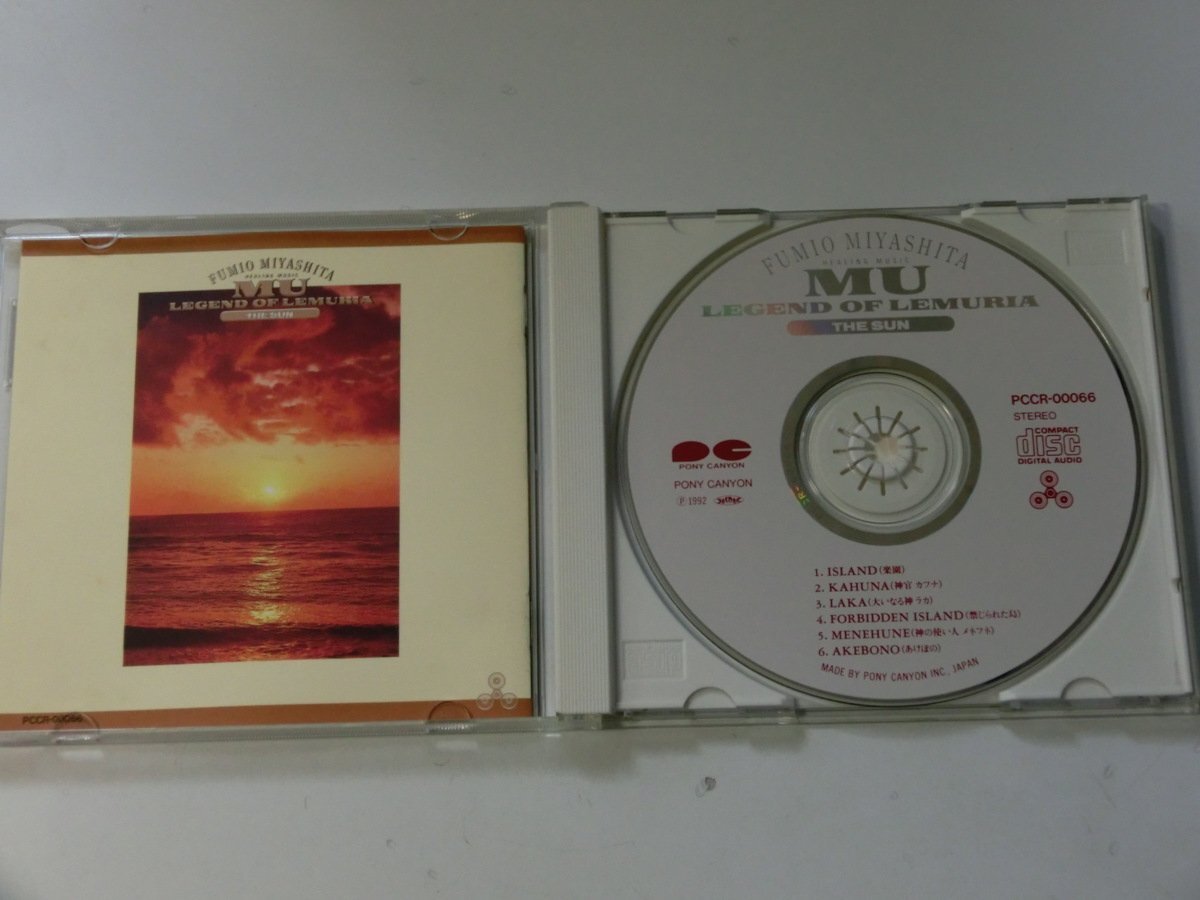 FUMIO MIYASHITA
HEALING MUSIC
MU
LEGEND OF LEMURIA
THE SUN
PCCR-00066
FUMIO MIYASHITA
HEALING MUSIC
MU
LEGEND OF LEMURIA
THE SUN
PCCR-00066
STEREO
COMPACT
disc
DIGITAL AUDIO
PONY CANYON
PONY CANYON
Ⓟ 1992
1. ISLAND(楽園)
2. KAHUNA(神官 カフナ)
3. LAKA(大いなる神 ラカ)
4. FORBIDDEN ISLAND(禁じられた島)
5. MENEHUNE(神の使い人 メネフネ)
6. AKEBONO(あけぼの)
MADE BY PONY CANYON INC., JAPAN